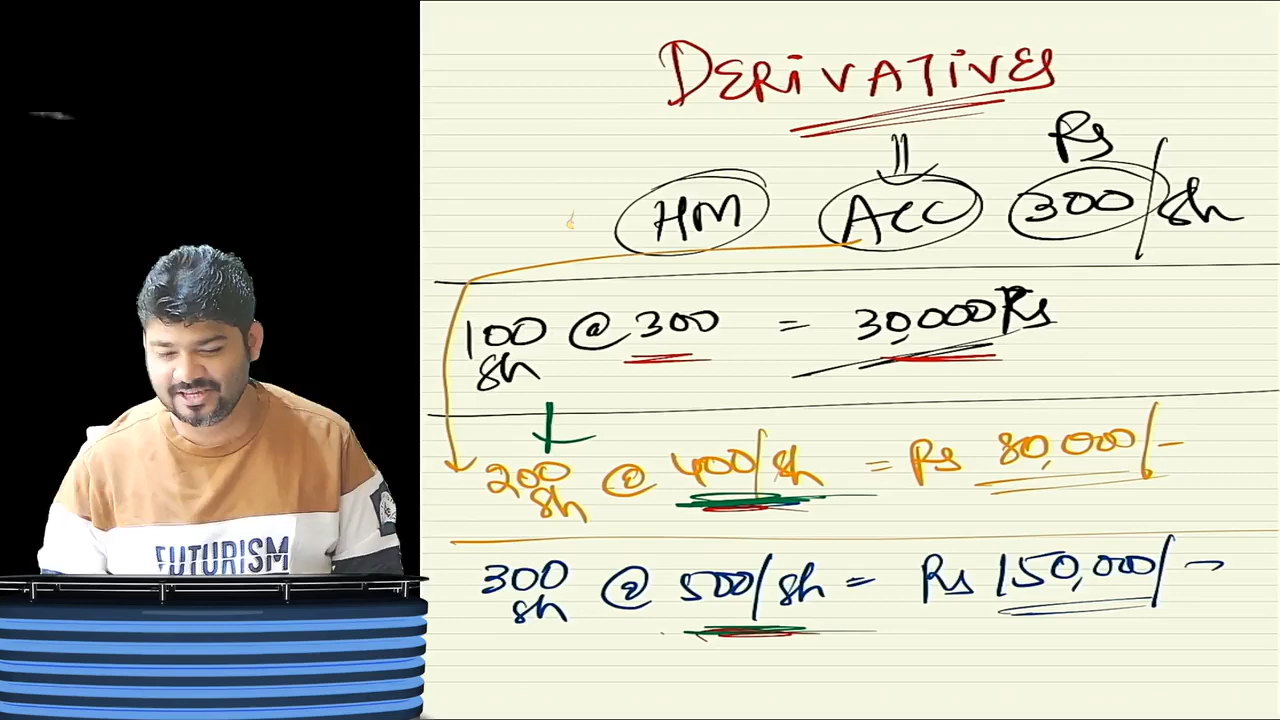 DERIVATIVES
HM ACC Rs 300/sh
100 sh @ 300 = 30,000 Rs
200 sh @ 400/sh = Rs 80,000/-
300 sh @ 500/sh = Rs 150,000/-
FUTURISM